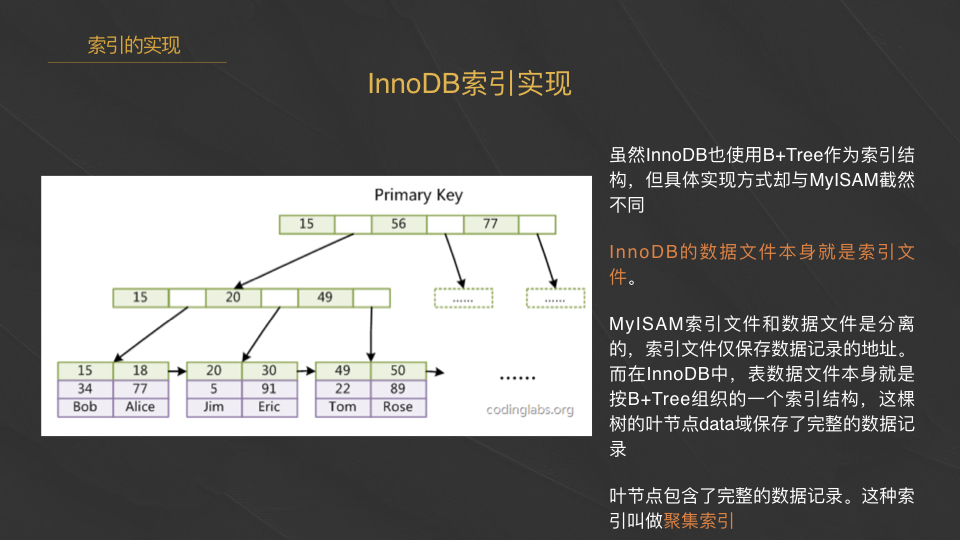 索引的实现
InnoDB索引实现
Primary Key
15 56 77
15 20 49
...... ......
15 18 20 30 49 50
34 77 5 91 22 89
Bob Alice Jim Eric Tom Rose
......
codinglabs.org
虽然InnoDB也使用B+Tree作为索引结
构，但具体实现方式却与MyISAM截然
不同
InnoDB的数据文件本身就是索引文
件。
MyISAM索引文件和数据文件是分离
的，索引文件仅保存数据记录的地址。
而在InnoDB中，表数据文件本身就是
按B+Tree组织的一个索引结构，这棵
树的叶节点data域保存了完整的数据记
录
叶节点包含了完整的数据记录。这种索
引叫做聚集索引